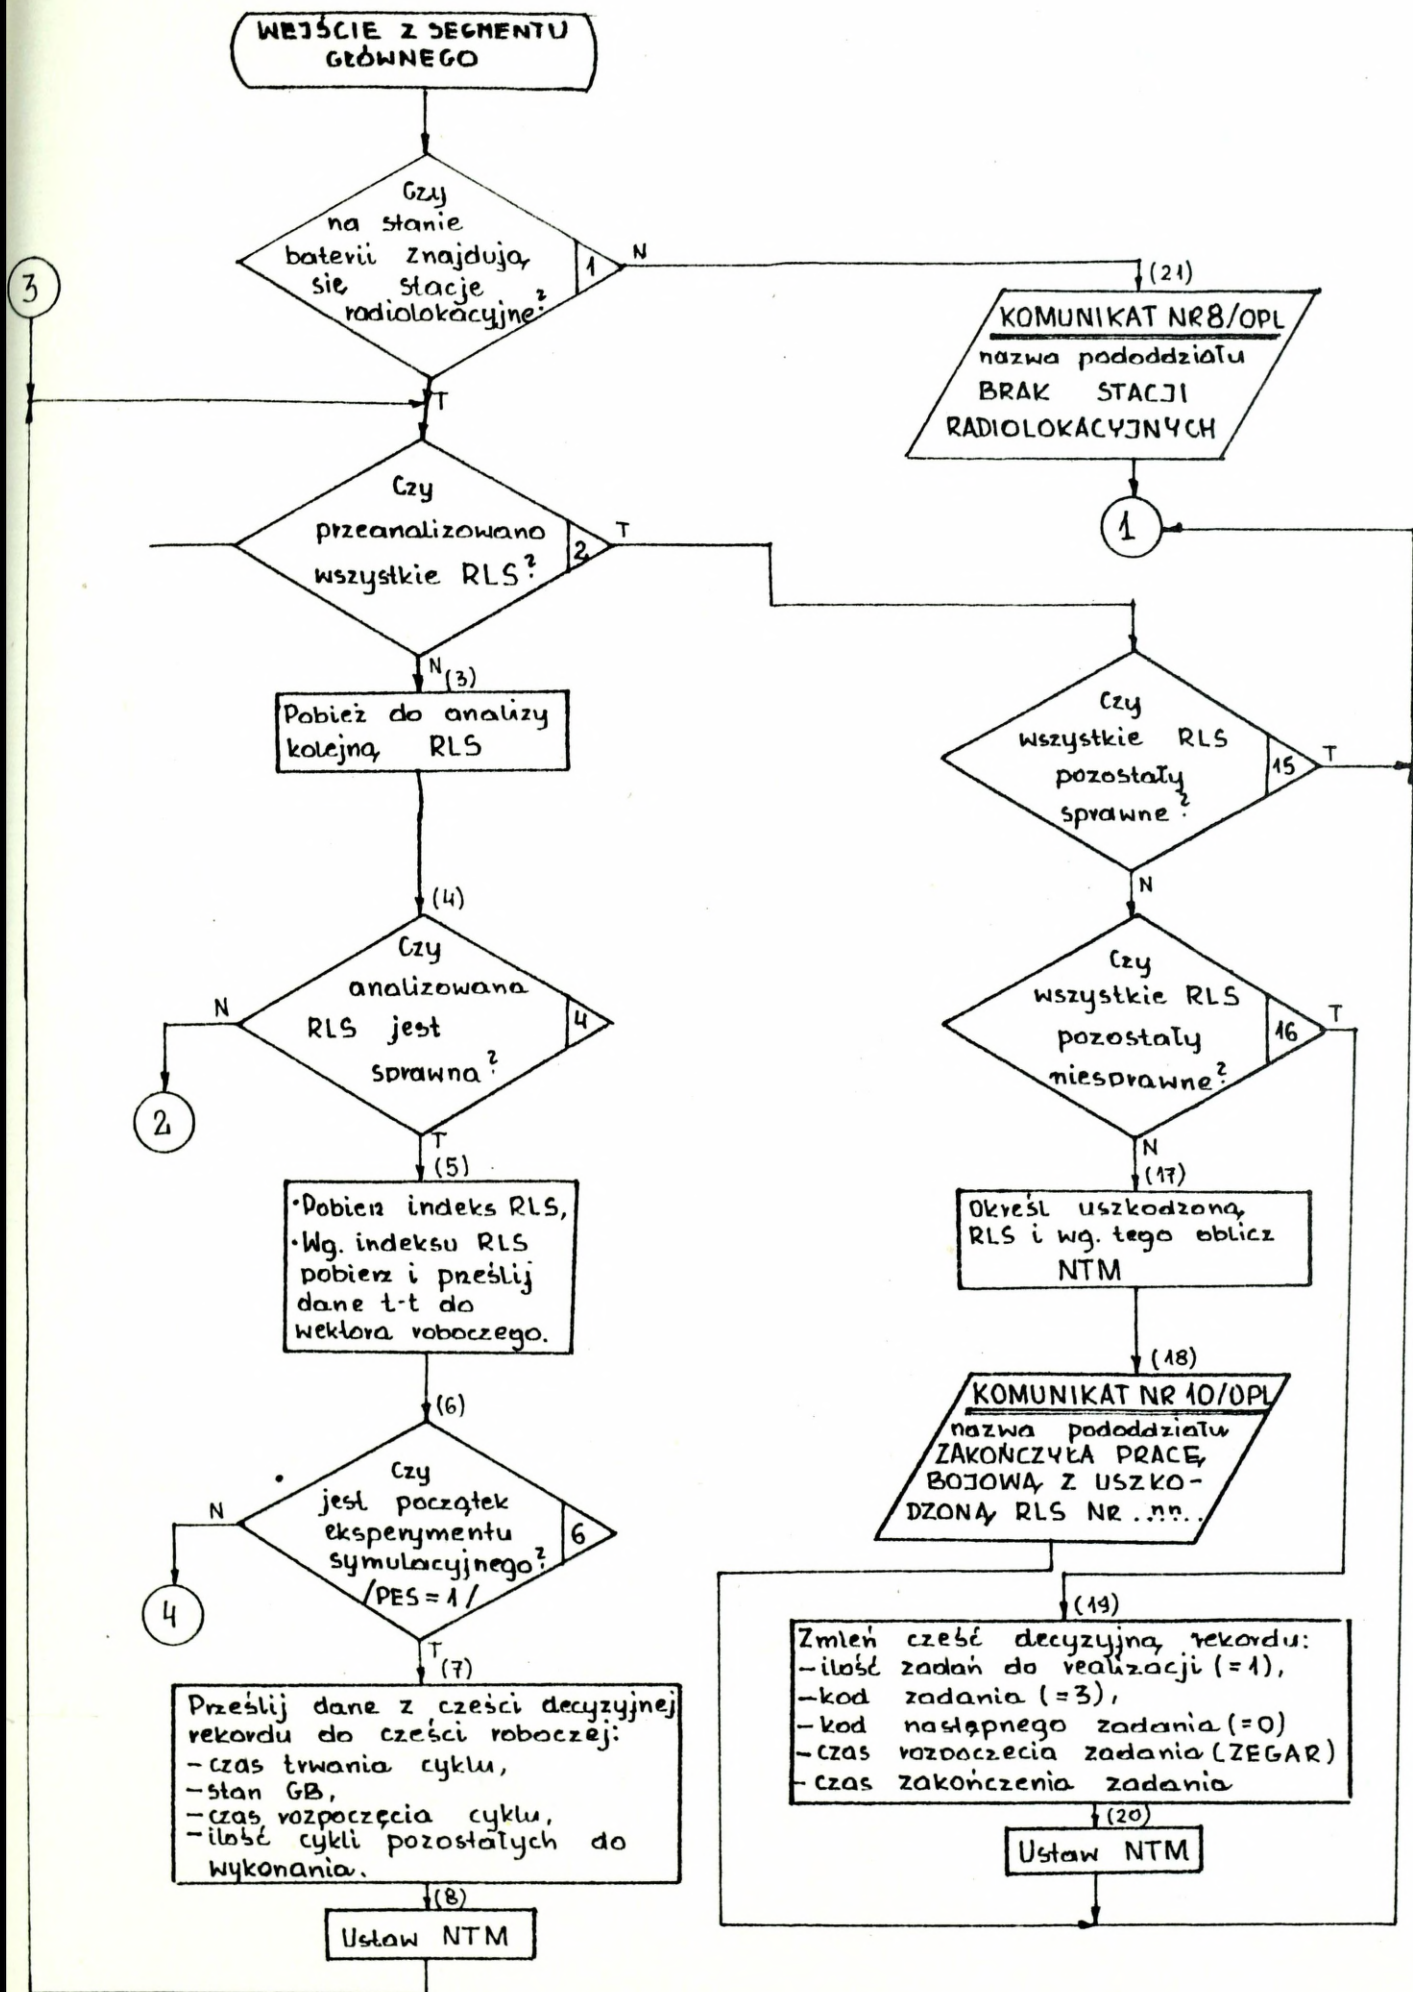 WEJŚCIE Z SEGMENTU
GŁÓWNEGO
Czy
na stanie
baterii znajdują
się stacje
radiolokacyjne?
1
N
T
3
(21)
KOMUNIKAT NR 8/OPL
nazwa pododdziału
BRAK STACJI
RADIOLOKACYJNYCH
1
Czy
przeanalizowano
wszystkie RLS?
2
T
N
(3)
Pobież do analizy
kolejną RLS
(4)
Czy
analizowana
RLS jest
sprawna?
4
N
2
T
(5)
·Pobierz indeks RLS,
·Wg. indeksu RLS
pobierz i prześlij
dane t-t do
wektora roboczego.
(6)
Czy
jest początek
eksperymentu
symulacyjnego?
/PES = 1/
6
N
4
T
(7)
Prześlij dane z części decyzyjnej
rekordu do części roboczej:
- czas trwania cyklu,
- stan GB,
- czas rozpoczęcia cyklu,
- ilość cykli pozostałych do
wykonania.
(8)
Ustaw NTM
Czy
wszystkie RLS
pozostały
sprawne?
15
T
N
Czy
wszystkie RLS
pozostały
niesprawne?
16
T
N
(17)
Określ uszkodzoną
RLS i wg. tego oblicz
NTM
(18)
KOMUNIKAT NR 10/OPL
nazwa pododdziału
ZAKOŃCZYŁA PRACĘ
BOJOWĄ Z USZKO-
DZONĄ RLS NR ..nn..
(19)
Zmień cześć decyzyjną rekordu:
- ilość zadań do realizacji (=1),
- kod zadania (=3),
- kod następnego zadania (=0)
- czas rozpoczecia zadania (ZEGAR)
- czas zakończenia zadania
(20)
Ustaw NTM